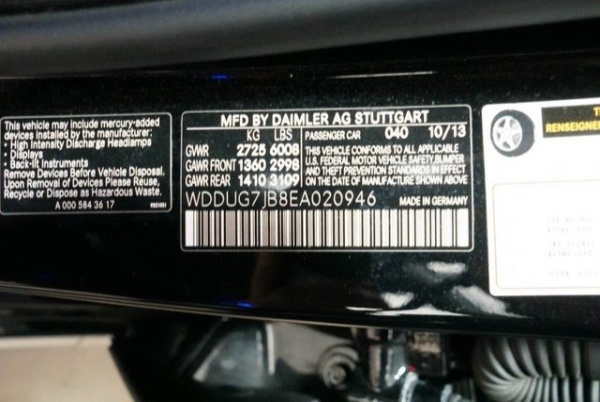 This vehicle may include mercury-added
devices installed by the manufacturer:
• High Intensity Discharge Headlamps
• Displays
• Back-lit Instruments
Remove Devices Before Vehicle Disposal.
Upon Removal of Devices Please Reuse,
Recycle or Dispose as Hazardous Waste.
A 000 584 36 17
MFD BY DAIMLER AG STUTTGART
KG LBS PASSENGER CAR 040 10/13
GVWR 2725 6008
GAWR FRONT 1360 2998
GAWR REAR 1410 3109
THIS VEHICLE CONFORMS TO ALL APPLICABLE
U.S. FEDERAL MOTOR VEHICLE SAFETY, BUMPER,
AND THEFT PREVENTION STANDARDS IN EFFECT
ON THE DATE OF MANUFACTURE SHOWN ABOVE
WDDUG7JB8EA020946 MADE IN GERMANY
RENSEIGNE